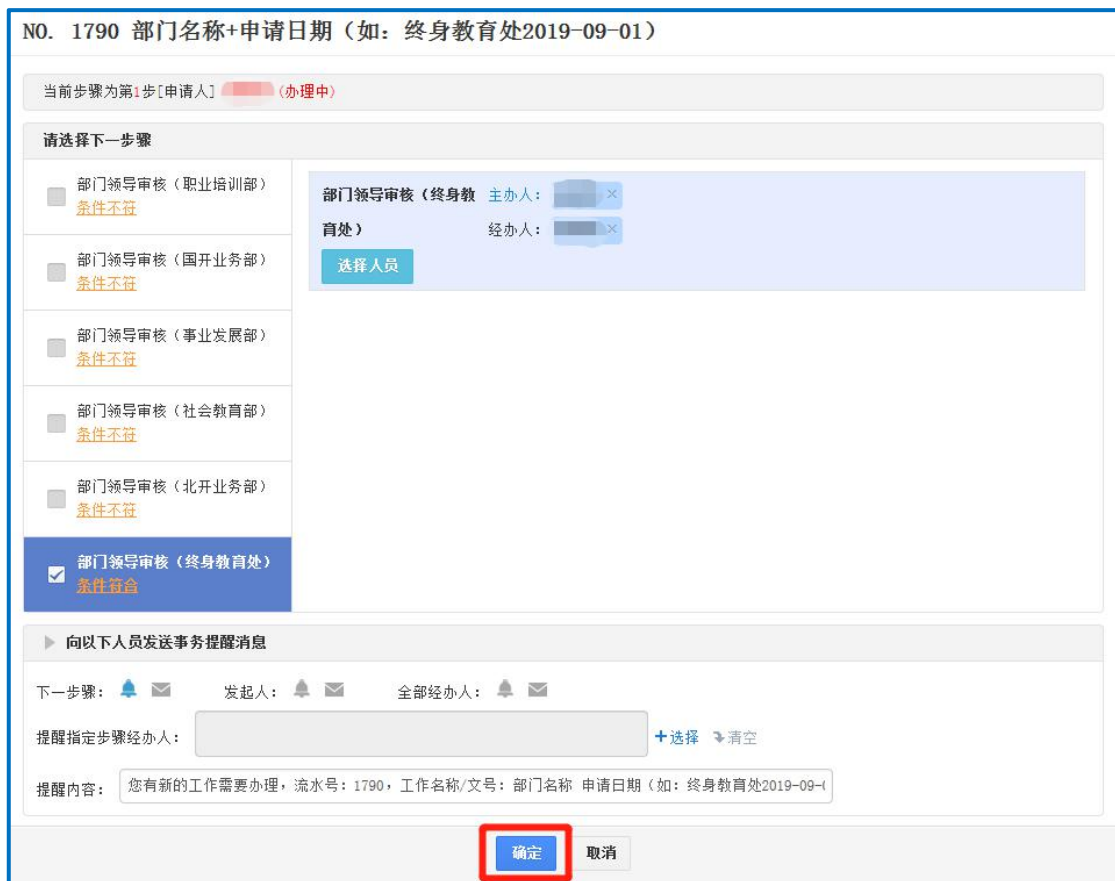 NO. 1790 部门名称+申请日期（如：终身教育处2019-09-01）
当前步骤为第1步[申请人] (办理中)
请选择下一步骤
部门领导审核（职业培训部）
条件不符
部门领导审核（国开业务部）
条件不符
部门领导审核（事业发展部）
条件不符
部门领导审核（社会教育部）
条件不符
部门领导审核（北开业务部）
条件不符
部门领导审核（终身教育处）
条件符合
部门领导审核（终身教 主办人： ×
育处） 经办人： ×
选择人员
向以下人员发送事务提醒消息
下一步骤： 发起人： 全部经办人：
提醒指定步骤经办人： +选择 清空
提醒内容： 您有新的工作需要办理，流水号：1790，工作名称/文号：部门名称 申请日期（如：终身教育处2019-09-
确定 取消